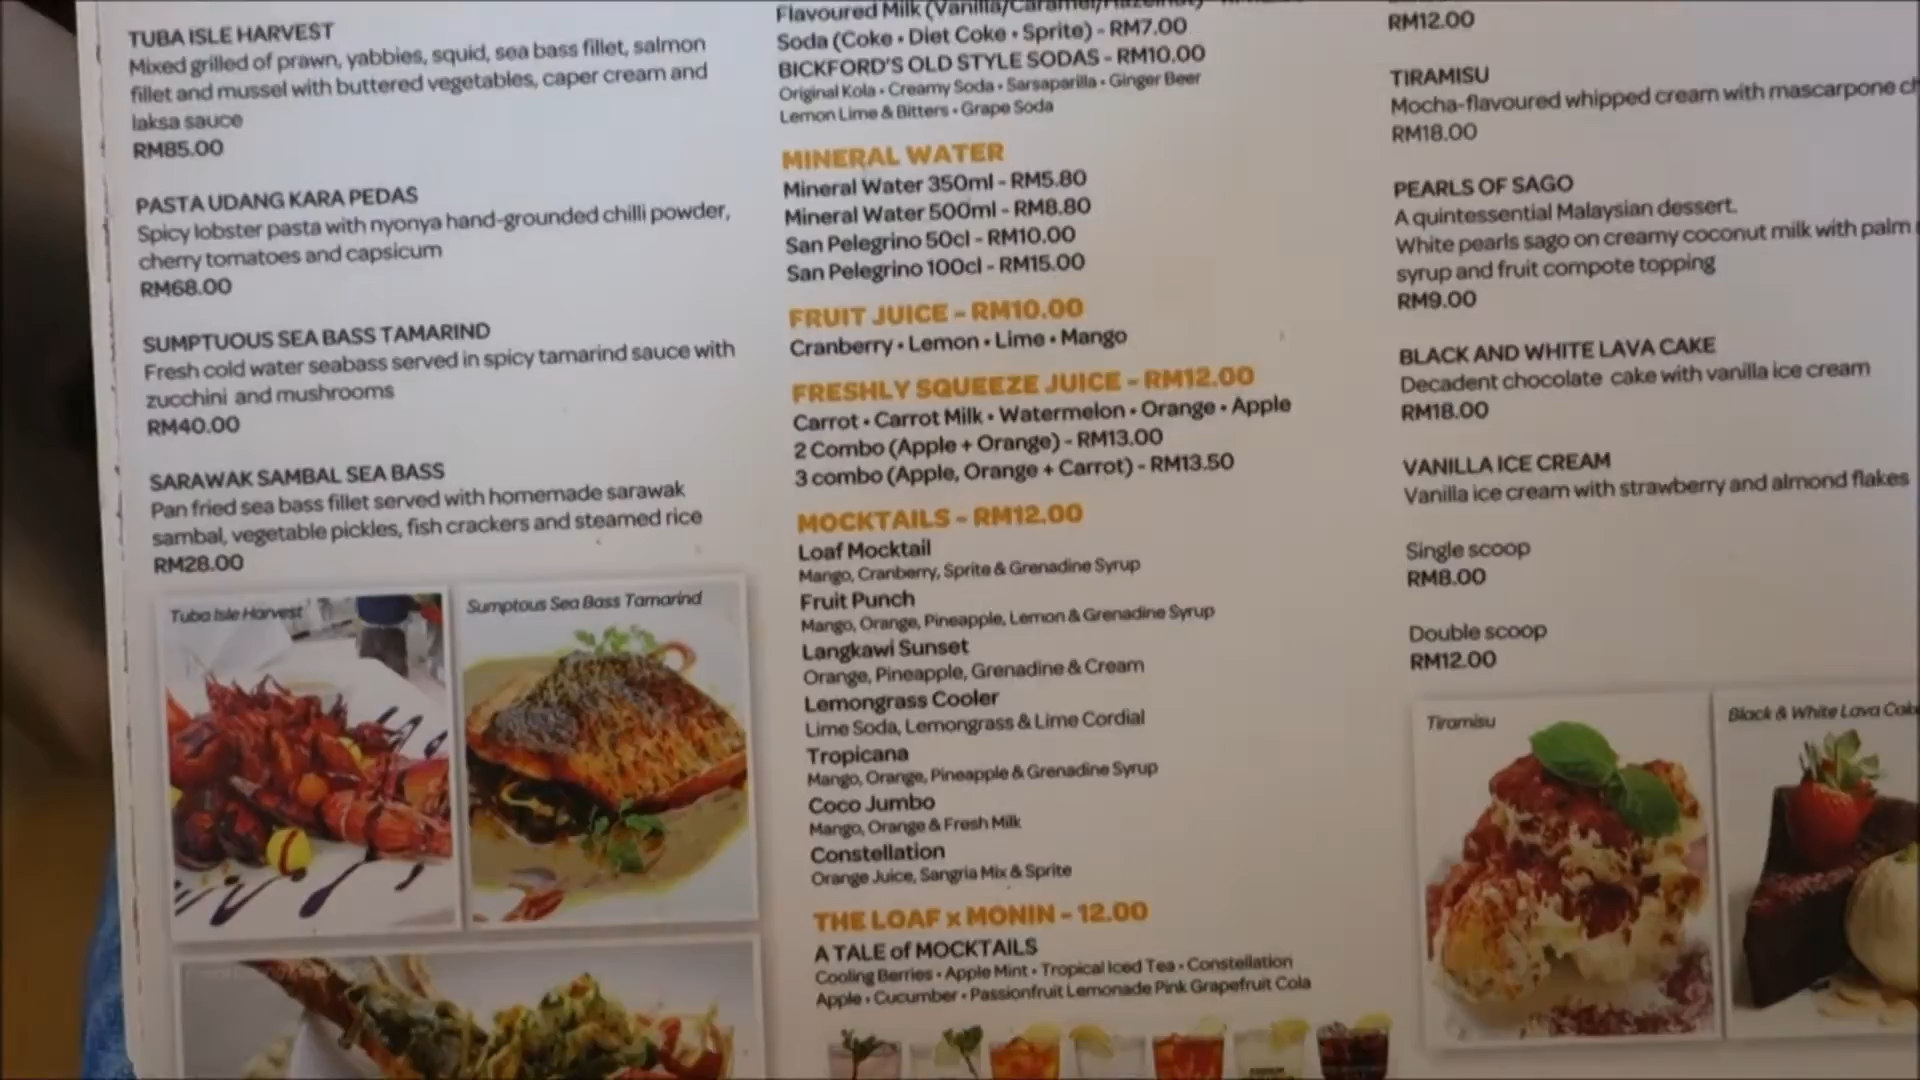 TUBA ISLE HARVEST
Mixed grilled of prawn, yabbies, squid, sea bass fillet, salmon
fillet and mussel with buttered vegetables, caper cream and
laksa sauce
RM85.00
PASTA UDANG KARA PEDAS
Spicy lobster pasta with nyonya hand-grounded chilli powder,
cherry tomatoes and capsicum
RM68.00
SUMPTUOUS SEA BASS TAMARIND
Fresh cold water seabass served in spicy tamarind sauce with
zucchini and mushrooms
RM40.00
SARAWAK SAMBAL SEA BASS
Pan fried sea bass fillet served with homemade sarawak
sambal, vegetable pickles, fish crackers and steamed rice
RM28.00
Tuba Isle Harvest
Sumptous Sea Bass Tamarind
Flavoured Milk (Vanilla/Caramel/Hazelnut)
Soda (Coke • Diet Coke • Sprite) - RM7.00
BICKFORD'S OLD STYLE SODAS - RM10.00
Original Kola • Creamy Soda • Sarsaparilla • Ginger Beer
Lemon Lime & Bitters • Grape Soda
MINERAL WATER
Mineral Water 350ml - RM5.80
Mineral Water 500ml - RM8.80
San Pelegrino 50cl - RM10.00
San Pelegrino 100cl - RM15.00
FRUIT JUICE - RM10.00
Cranberry • Lemon • Lime • Mango
FRESHLY SQUEEZE JUICE - RM12.00
Carrot • Carrot Milk • Watermelon • Orange • Apple
2 Combo (Apple + Orange) - RM13.00
3 combo (Apple, Orange + Carrot) - RM13.50
MOCKTAILS - RM12.00
Loaf Mocktail
Mango, Cranberry, Sprite & Grenadine Syrup
Fruit Punch
Mango, Orange, Pineapple, Lemon & Grenadine Syrup
Langkawi Sunset
Orange, Pineapple, Grenadine & Cream
Lemongrass Cooler
Lime Soda, Lemongrass & Lime Cordial
Tropicana
Mango, Orange, Pineapple & Grenadine Syrup
Coco Jumbo
Mango, Orange & Fresh Milk
Constellation
Orange Juice, Sangria Mix & Sprite
THE LOAF x MONIN - 12.00
A TALE of MOCKTAILS
Cooling Berries • Apple Mint • Tropical Iced Tea • Constellation
Apple • Cucumber • Passionfruit Lemonade Pink Grapefruit Cola
RM12.00
TIRAMISU
Mocha-flavoured whipped cream with mascarpone
RM18.00
PEARLS OF SAGO
A quintessential Malaysian dessert.
White pearls sago on creamy coconut milk with palm
syrup and fruit compote topping
RM9.00
BLACK AND WHITE LAVA CAKE
Decadent chocolate cake with vanilla ice cream
RM18.00
VANILLA ICE CREAM
Vanilla ice cream with strawberry and almond flakes
Single scoop
RM8.00
Double scoop
RM12.00
Tiramisu
Black & White Lava